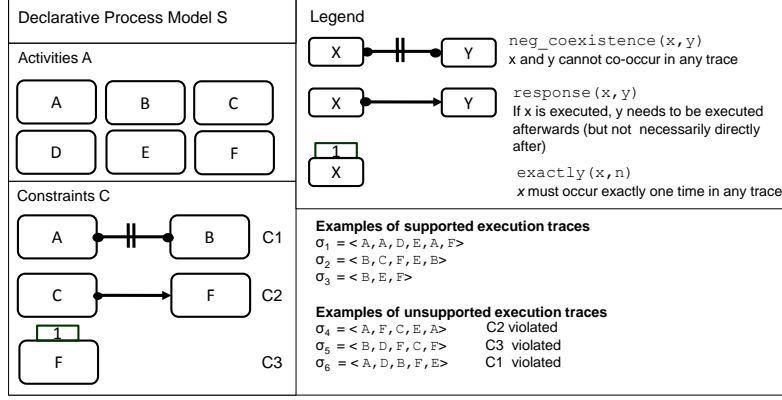 Declarative Process Model S
Activities A
A
B
C
D
E
F
Constraints C
A
B
C1
C
F
C2
1
F
C3
Legend
X
Y
neg_coexistence(x,y)
x and y cannot co-occur in any trace
X
Y
response(x,y)
If x is executed, y needs to be executed
afterwards (but not necessarily directly
after)
1
X
exactly(x,n)
x must occur exactly one time in any trace
Examples of supported execution traces
σ1 = < A,A,D,E,A,F>
σ2 = < B,C,F,E,B>
σ3 = < B,E,F>
Examples of unsupported execution traces
σ4 = < A,F,C,E,A> C2 violated
σ5 = < B,D,F,C,F> C3 violated
σ6 = < A,D,B,F,E> C1 violated